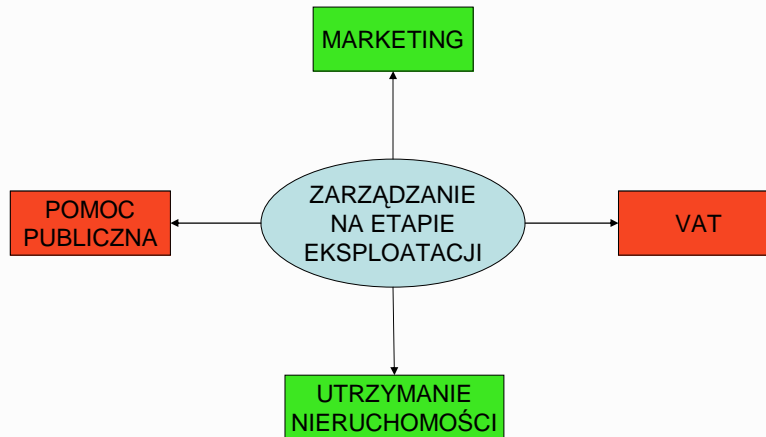 MARKETING
ZARZĄDZANIE
NA ETAPIE
EKSPLOATACJI
POMOC
PUBLICZNA
VAT
UTRZYMANIE
NIERUCHOMOŚCI